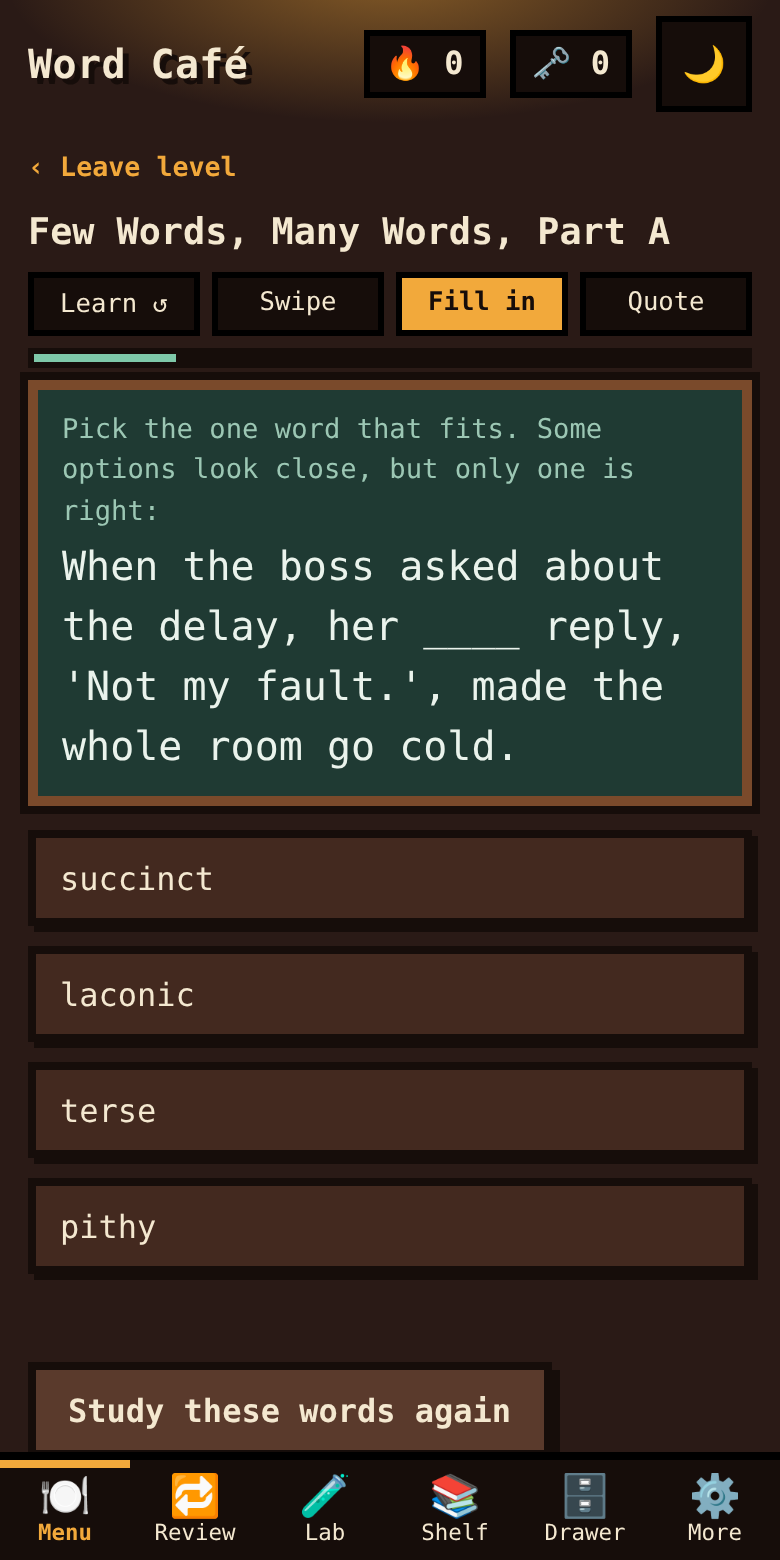 Word Café
🔥 0
🗝️ 0
🌙
‹ Leave level
Few Words, Many Words, Part A
Learn ↺
Swipe
Fill in
Quote
Pick the one word that fits. Some
options look close, but only one is
right:
When the boss asked about
the delay, her ____ reply,
'Not my fault.', made the
whole room go cold.
succinct
laconic
terse
pithy
Study these words again
Menu
Review
Lab
Shelf
Drawer
More